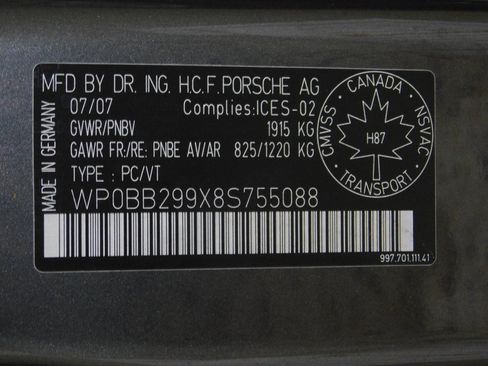 MFD BY DR. ING. H.C.F. PORSCHE AG
07/07 Complies: ICES-02
GVWR/PNBV 1915 KG
GAWR FR:/RE: PNBE AV/AR 825/1220 KG
TYPE : PC/VT
WP0BB299X8S755088
MADE IN GERMANY
CANADA
CMVSS
NSVAC
H87
TRANSPORT
997.701.111.41